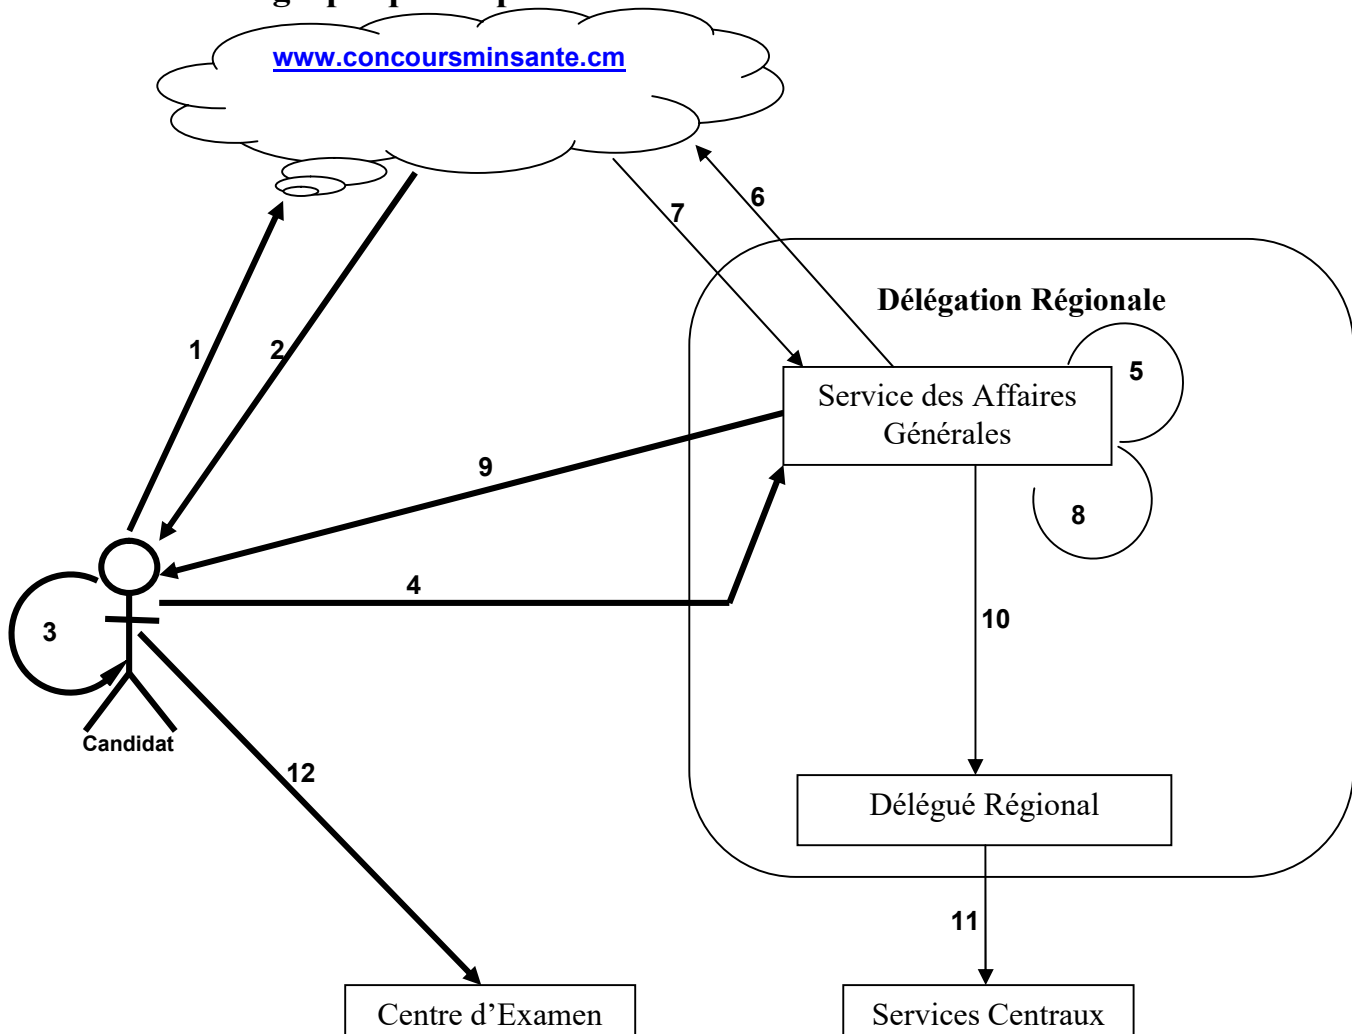 www.concoursminsante.cm
7
6
Délégation Régionale
1
2
Service des Affaires
Générales
5
9
8
4
3
10
Candidat
12
Délégué Régional
11
Centre d’Examen
Services Centraux